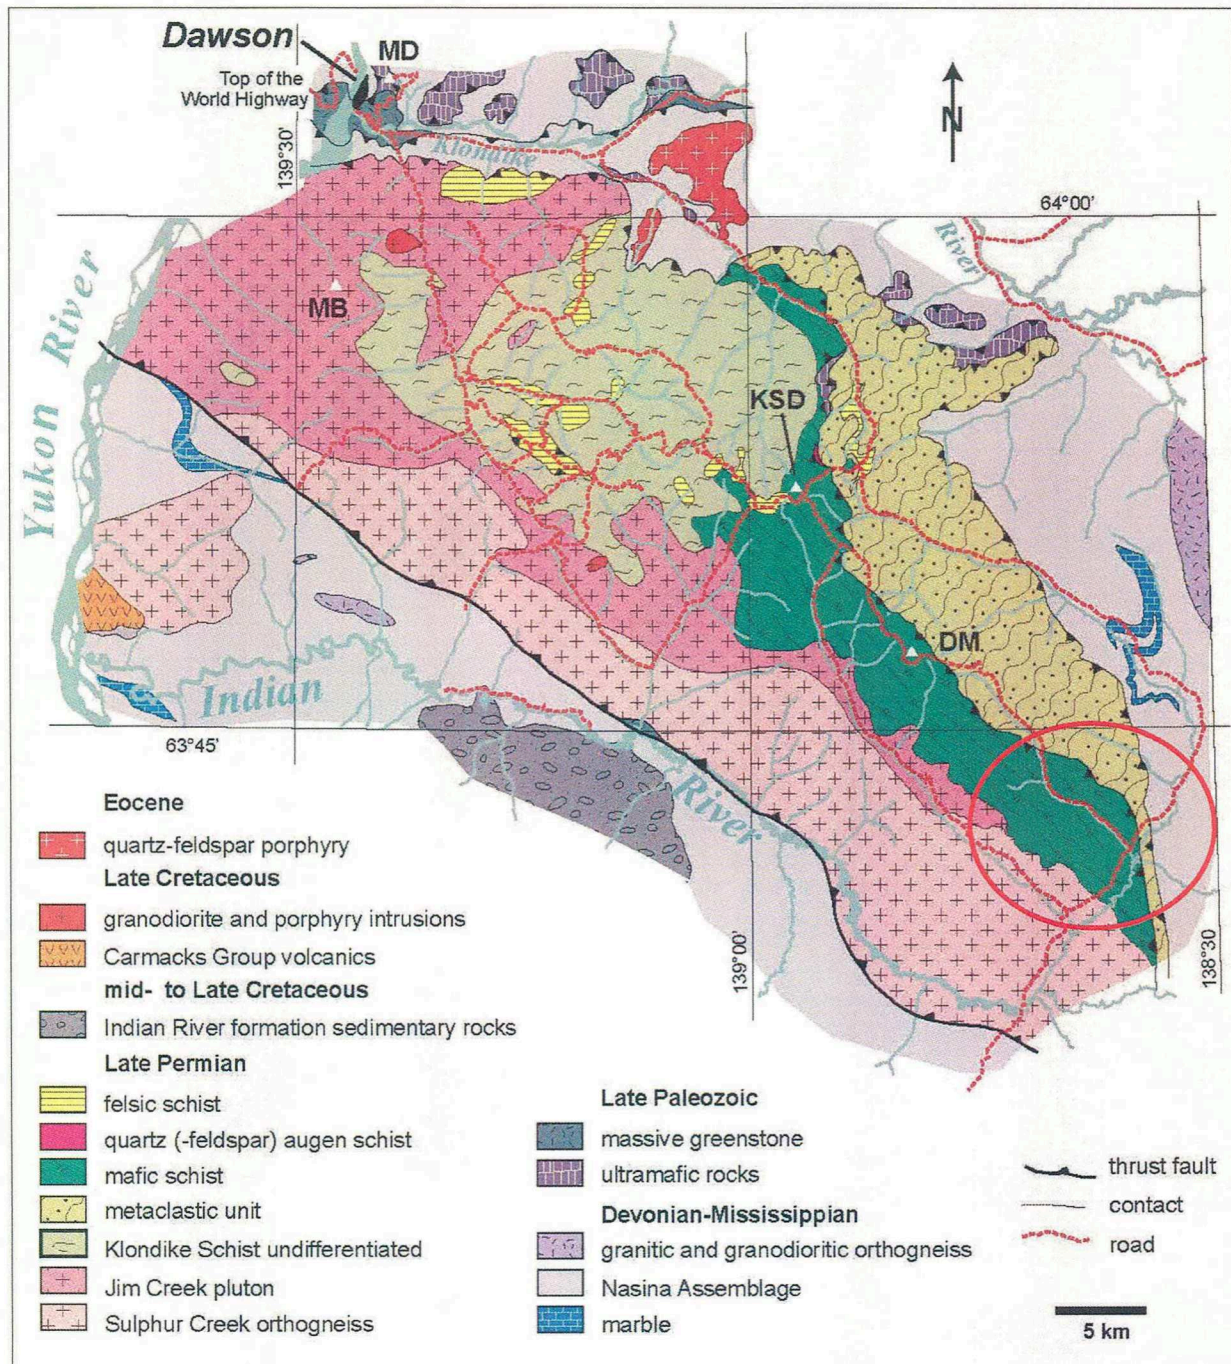 Dawson
MD
Top of the
World Highway
N
139°30'
Klondike
64°00'
River
Yukon River
MB
KSD
DM
Indian
River
63°45'
139°00'
138°30'
Eocene
quartz-feldspar porphyry
Late Cretaceous
granodiorite and porphyry intrusions
Carmacks Group volcanics
mid- to Late Cretaceous
Indian River formation sedimentary rocks
Late Permian
felsic schist
quartz (-feldspar) augen schist
mafic schist
metaclastic unit
Klondike Schist undifferentiated
Jim Creek pluton
Sulphur Creek orthogneiss
Late Paleozoic
massive greenstone
ultramafic rocks
Devonian-Mississippian
granitic and granodioritic orthogneiss
Nasina Assemblage
marble
thrust fault
contact
road
5 km